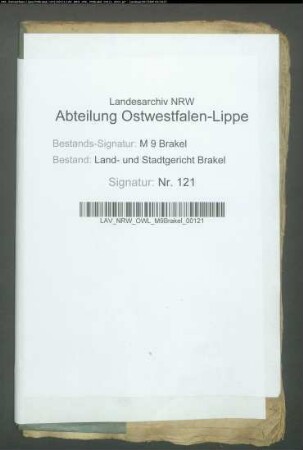 Landesarchiv NRW
Abteilung Ostwestfalen-Lippe
Bestands-Signatur: M 9 Brakel
Bestand: Land- und Stadtgericht Brakel
Signatur: Nr. 121
LAV_NRW_OWL_M9Brakel_00121